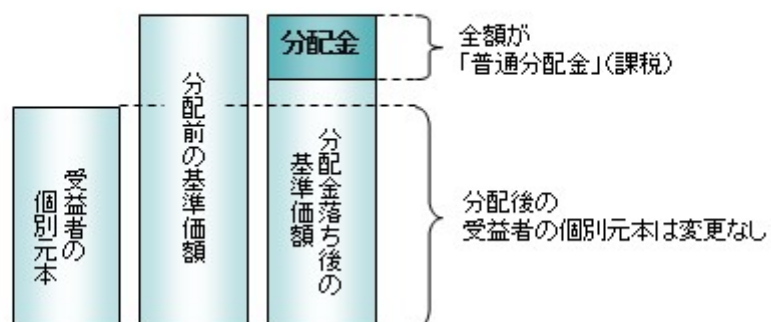 受益者の
個別元本
分配前の基準価額
分配金
分配金落ち後の
基準価額
全額が
「普通分配金」(課税)
分配後の
受益者の個別元本は変更なし